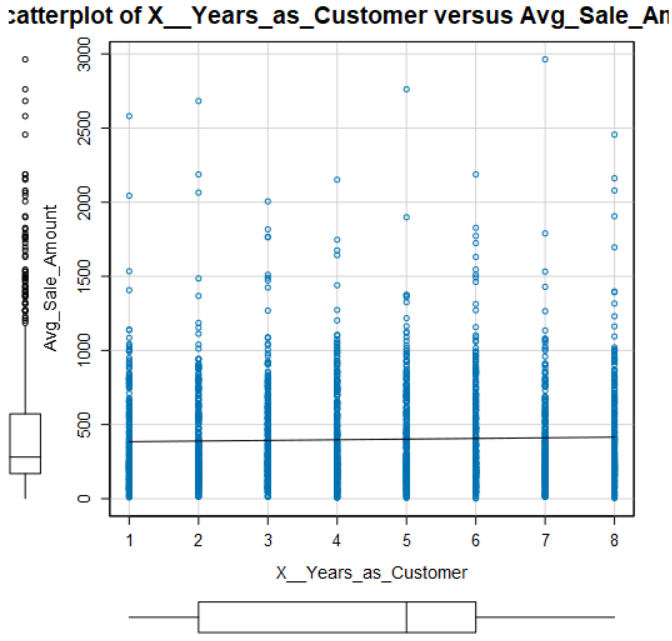 catterplot of X__Years_as_Customer versus Avg_Sale_An
3000
2500
2000
1500
1000
500
0
Avg_Sale_Amount
1 2 3 4 5 6 7 8
X__Years_as_Customer